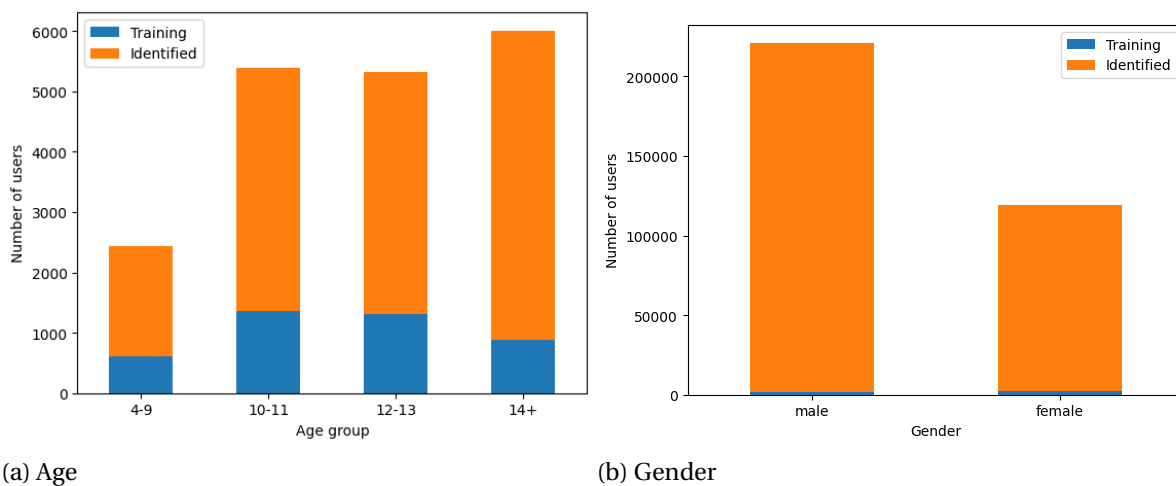 Training
Identified
6000
5000
4000
3000
2000
1000
0
Number of users
4-9 10-11 12-13 14+
Age group
(a) Age
Training
Identified
200000
150000
100000
50000
0
Number of users
male female
Gender
(b) Gender